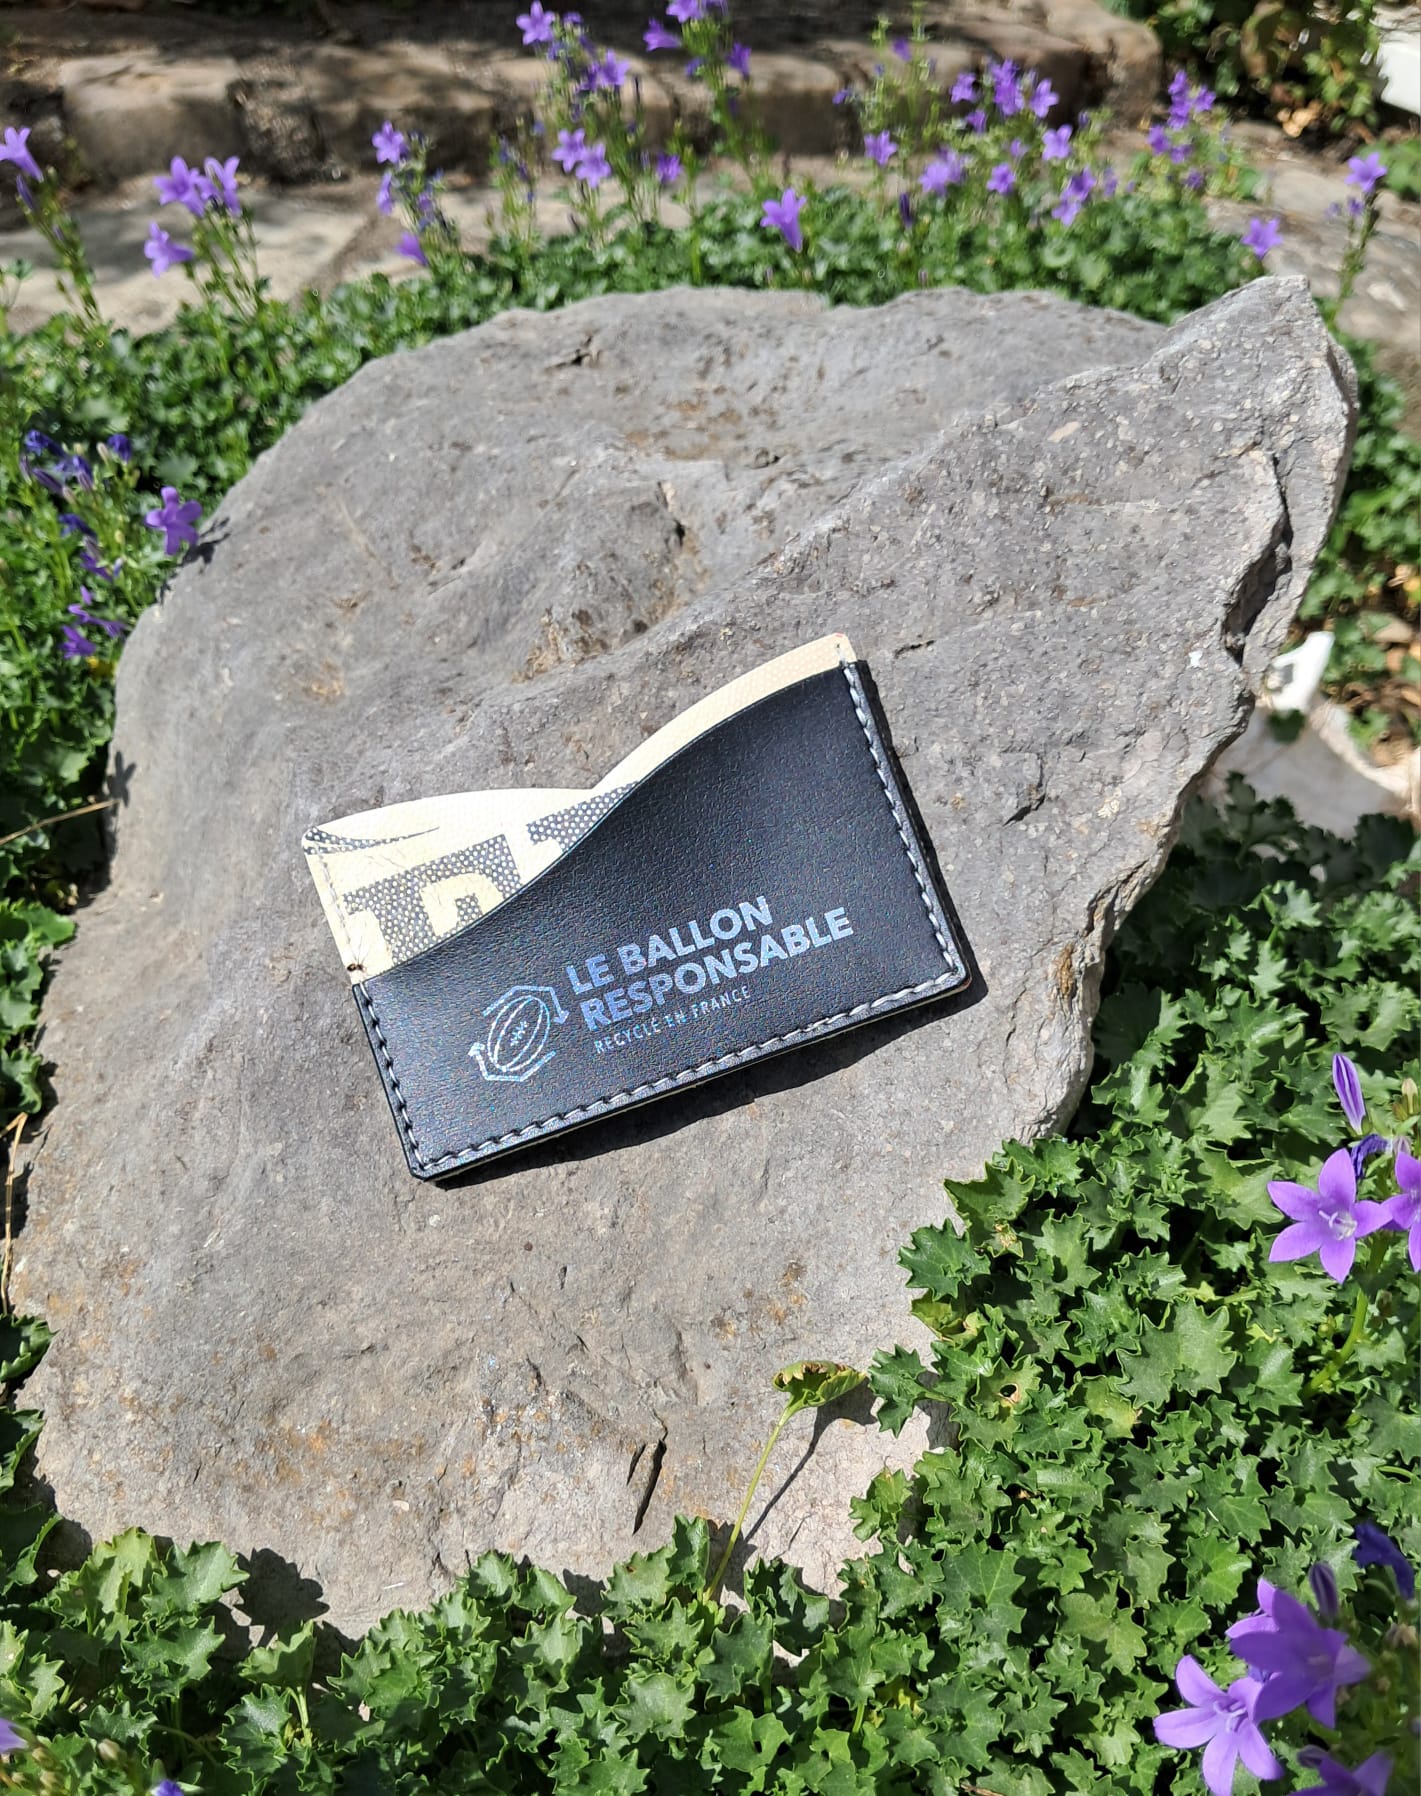 LE BALLON
RESPONSABLE
RECYCLÉ EN FRANCE